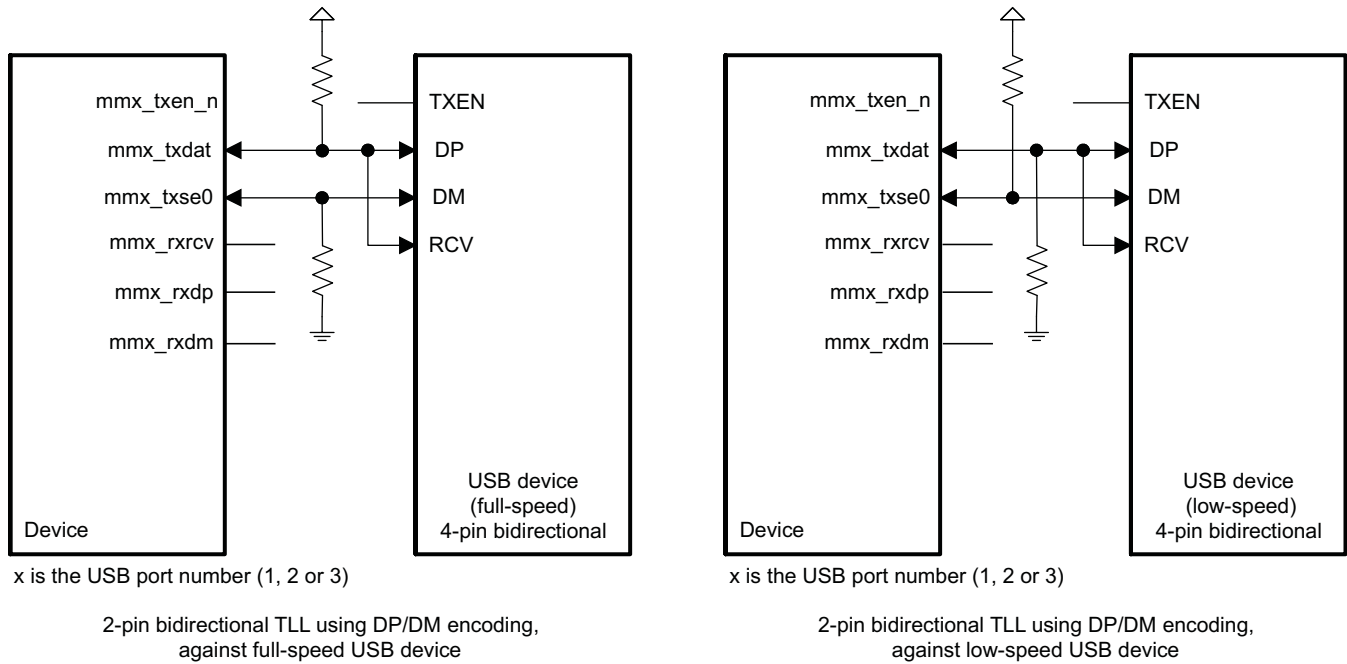 mmx_txen_n
mmx_txdat
mmx_txse0
mmx_rxrcv
mmx_rxdp
mmx_rxdm
Device
TXEN
DP
DM
RCV
USB device
(full-speed)
4-pin bidirectional
x is the USB port number (1, 2 or 3)
2-pin bidirectional TLL using DP/DM encoding,
against full-speed USB device
mmx_txen_n
mmx_txdat
mmx_txse0
mmx_rxrcv
mmx_rxdp
mmx_rxdm
Device
TXEN
DP
DM
RCV
USB device
(low-speed)
4-pin bidirectional
x is the USB port number (1, 2 or 3)
2-pin bidirectional TLL using DP/DM encoding,
against low-speed USB device